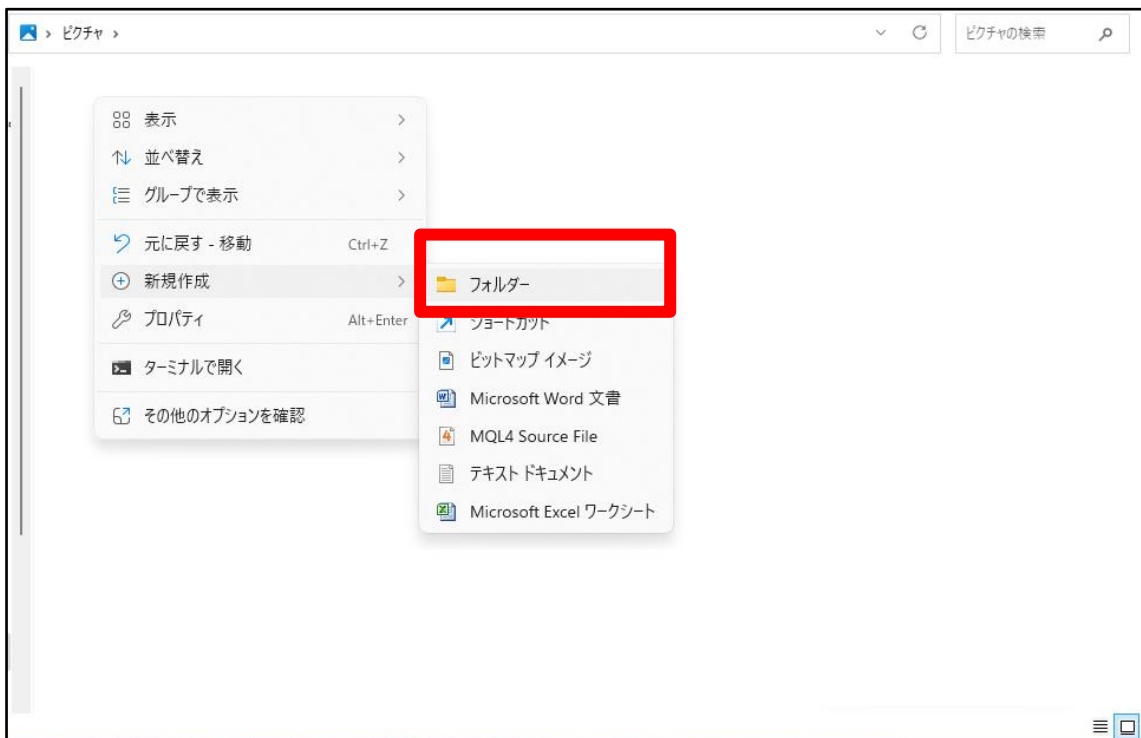 ピクチャ
ピクチャの検索
表示
並べ替え
グループで表示
元に戻す - 移動 Ctrl+Z
新規作成
プロパティ Alt+Enter
ターミナルで開く
その他のオプションを確認
フォルダー
ショートカット
ビットマップ イメージ
Microsoft Word 文書
MQL4 Source File
テキスト ドキュメント
Microsoft Excel ワークシート